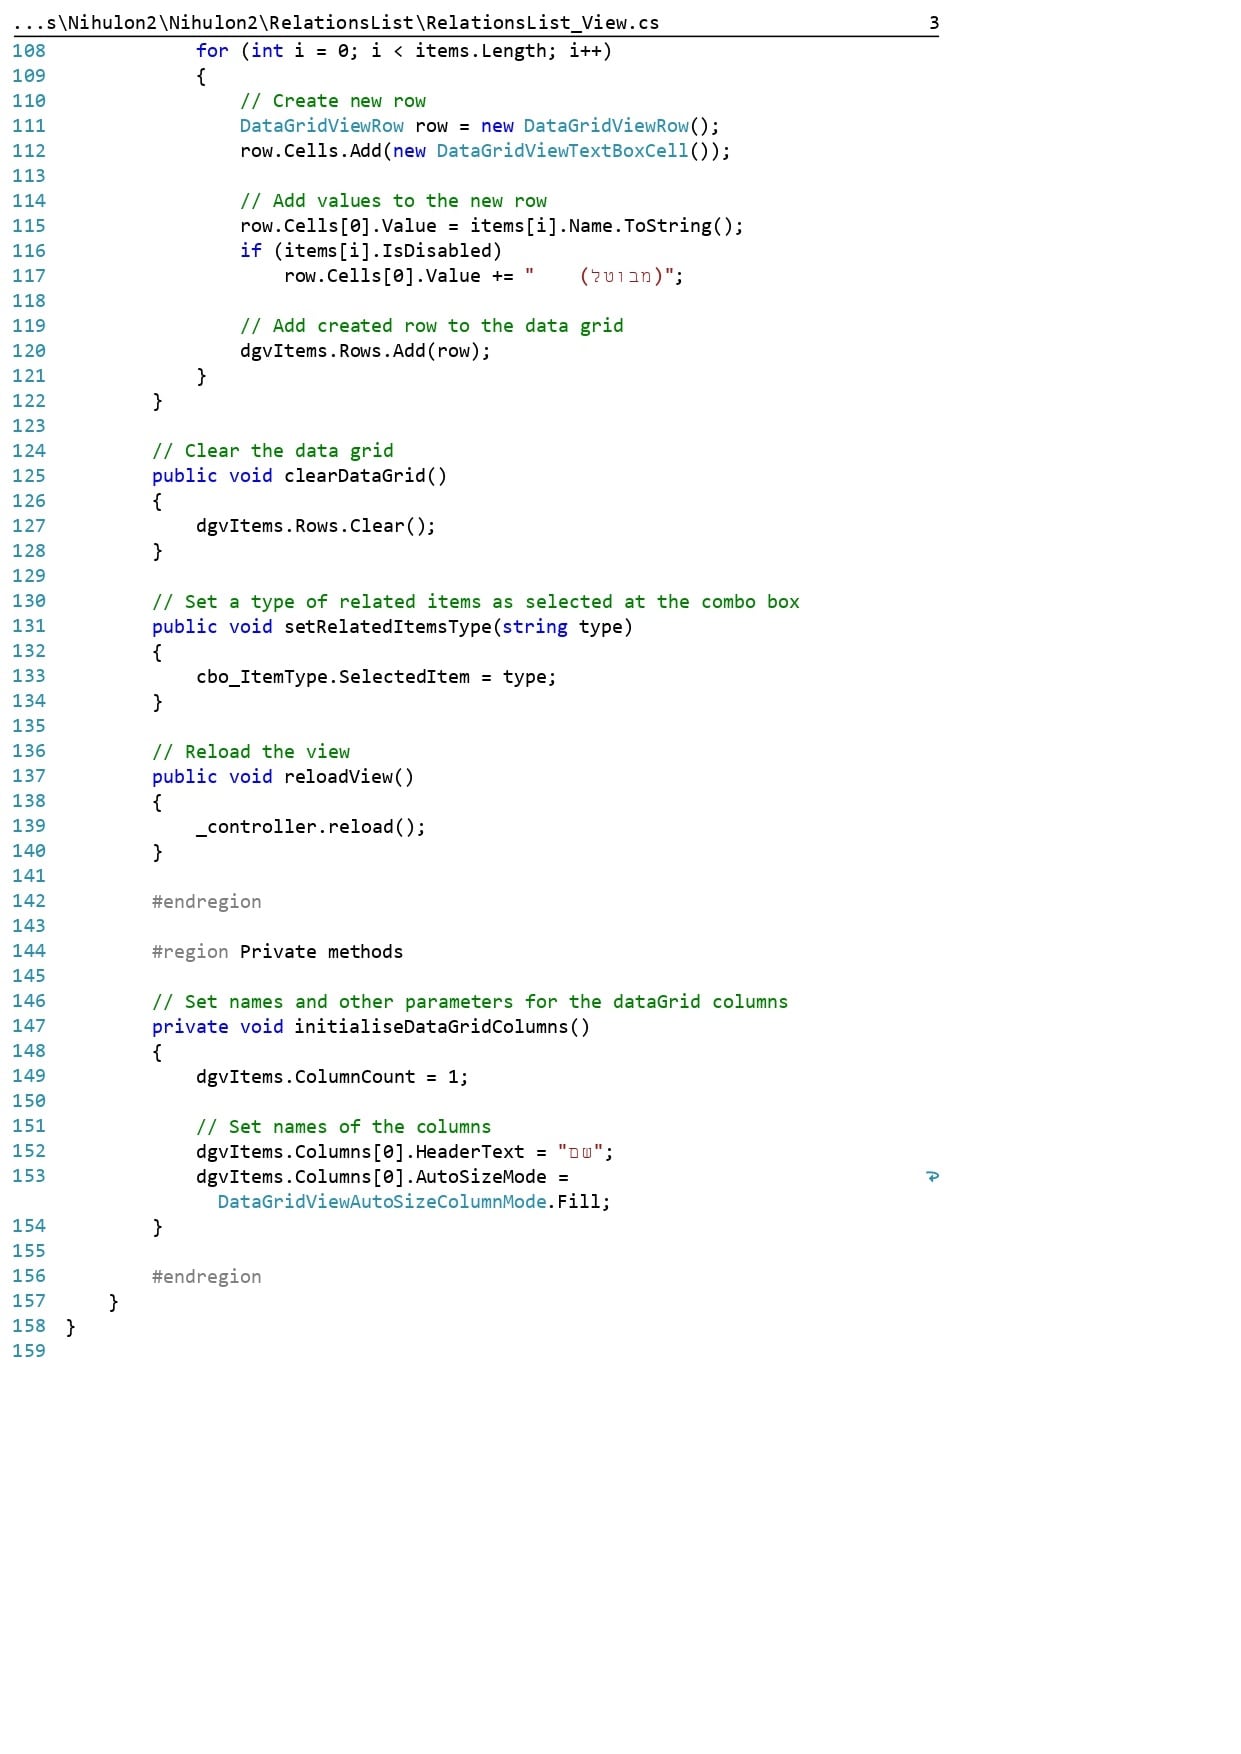 ...s\Nihulon2\Nihulon2\RelationsList\RelationsList_View.cs 3
108             for (int i = 0; i < items.Length; i++)
109             {
110                 // Create new row
111                 DataGridViewRow row = new DataGridViewRow();
112                 row.Cells.Add(new DataGridViewTextBoxCell());
113
114                 // Add values to the new row
115                 row.Cells[0].Value = items[i].Name.ToString();
116                 if (items[i].IsDisabled)
117                     row.Cells[0].Value += "    (מבוטל)";
118
119                 // Add created row to the data grid
120                 dgvItems.Rows.Add(row);
121             }
122         }
123
124         // Clear the data grid
125         public void clearDataGrid()
126         {
127             dgvItems.Rows.Clear();
128         }
129
130         // Set a type of related items as selected at the combo box
131         public void setRelatedItemsType(string type)
132         {
133             cbo_ItemType.SelectedItem = type;
134         }
135
136         // Reload the view
137         public void reloadView()
138         {
139             _controller.reload();
140         }
141
142         #endregion
143
144         #region Private methods
145
146         // Set names and other parameters for the dataGrid columns
147         private void initialiseDataGridColumns()
148         {
149             dgvItems.ColumnCount = 1;
150
151             // Set names of the columns
152             dgvItems.Columns[0].HeaderText = "שם";
153             dgvItems.Columns[0].AutoSizeMode =
              DataGridViewAutoSizeColumnMode.Fill;
154         }
155
156         #endregion
157     }
158 }
159